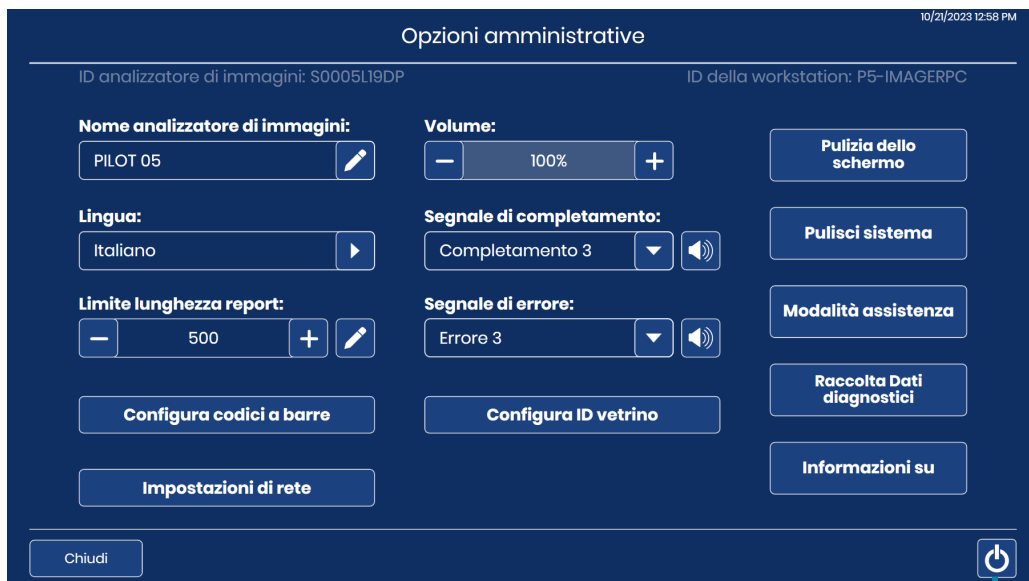 10/21/2023 12:58 PM
Opzioni amministrative
ID analizzatore di immagini: S0005L19DP
ID della workstation: P5-IMAGERPC
Nome analizzatore di immagini:
PILOT 05
Volume:
100%
Pulizia dello
schermo
Lingua:
Italiano
Segnale di completamento:
Completamento 3
Pulisci sistema
Limite lunghezza report:
500
Segnale di errore:
Errore 3
Modalità assistenza
Raccolta Dati
diagnostici
Configura codici a barre
Configura ID vetrino
Informazioni su
Impostazioni di rete
Chiudi